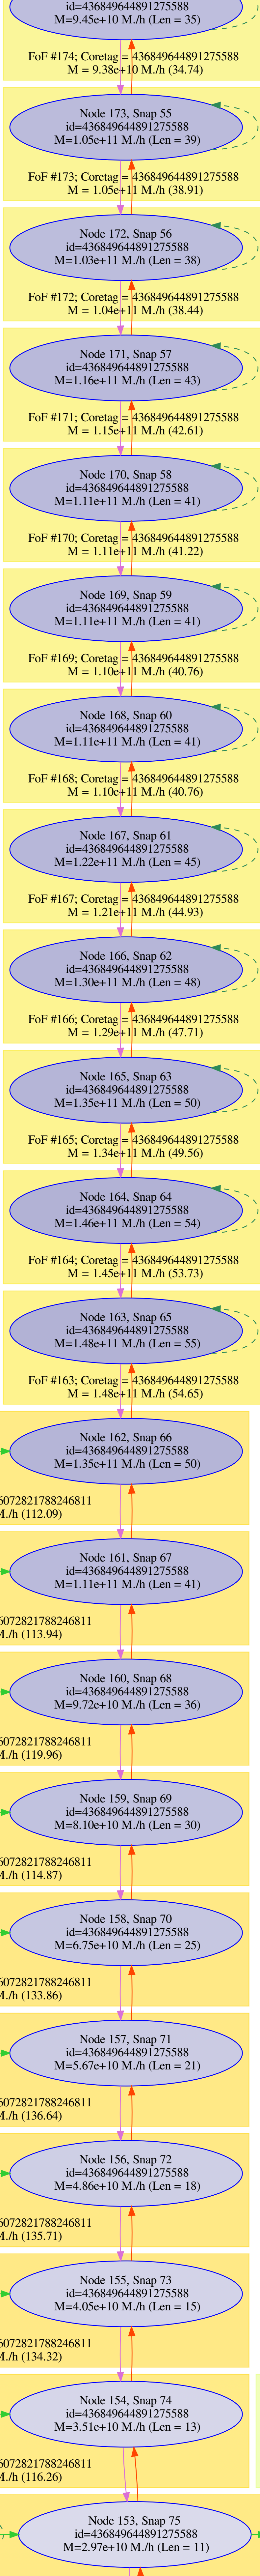 id=436849644891275588
M=9.45e+10 M./h (Len = 35)
FoF #174; Coretag = 436849644891275588
M = 9.38e+10 M./h (34.74)
Node 173, Snap 55
id=436849644891275588
M=1.05e+11 M./h (Len = 39)
FoF #173; Coretag = 436849644891275588
M = 1.05e+11 M./h (38.91)
Node 172, Snap 56
id=436849644891275588
M=1.03e+11 M./h (Len = 38)
FoF #172; Coretag = 436849644891275588
M = 1.04e+11 M./h (38.44)
Node 171, Snap 57
id=436849644891275588
M=1.16e+11 M./h (Len = 43)
FoF #171; Coretag = 436849644891275588
M = 1.15e+11 M./h (42.61)
Node 170, Snap 58
id=436849644891275588
M=1.11e+11 M./h (Len = 41)
FoF #170; Coretag = 436849644891275588
M = 1.11e+11 M./h (41.22)
Node 169, Snap 59
id=436849644891275588
M=1.11e+11 M./h (Len = 41)
FoF #169; Coretag = 436849644891275588
M = 1.10e+11 M./h (40.76)
Node 168, Snap 60
id=436849644891275588
M=1.11e+11 M./h (Len = 41)
FoF #168; Coretag = 436849644891275588
M = 1.10e+11 M./h (40.76)
Node 167, Snap 61
id=436849644891275588
M=1.22e+11 M./h (Len = 45)
FoF #167; Coretag = 436849644891275588
M = 1.21e+11 M./h (44.93)
Node 166, Snap 62
id=436849644891275588
M=1.30e+11 M./h (Len = 48)
FoF #166; Coretag = 436849644891275588
M = 1.29e+11 M./h (47.71)
Node 165, Snap 63
id=436849644891275588
M=1.35e+11 M./h (Len = 50)
FoF #165; Coretag = 436849644891275588
M = 1.34e+11 M./h (49.56)
Node 164, Snap 64
id=436849644891275588
M=1.46e+11 M./h (Len = 54)
FoF #164; Coretag = 436849644891275588
M = 1.45e+11 M./h (53.73)
Node 163, Snap 65
id=436849644891275588
M=1.48e+11 M./h (Len = 55)
FoF #163; Coretag = 436849644891275588
M = 1.48e+11 M./h (54.65)
Node 162, Snap 66
id=436849644891275588
M=1.35e+11 M./h (Len = 50)
6072821788246811
M./h (112.09)
Node 161, Snap 67
id=436849644891275588
M=1.11e+11 M./h (Len = 41)
6072821788246811
M./h (113.94)
Node 160, Snap 68
id=436849644891275588
M=9.72e+10 M./h (Len = 36)
6072821788246811
M./h (119.96)
Node 159, Snap 69
id=436849644891275588
M=8.10e+10 M./h (Len = 30)
6072821788246811
M./h (114.87)
Node 158, Snap 70
id=436849644891275588
M=6.75e+10 M./h (Len = 25)
6072821788246811
M./h (133.86)
Node 157, Snap 71
id=436849644891275588
M=5.67e+10 M./h (Len = 21)
6072821788246811
M./h (136.64)
Node 156, Snap 72
id=436849644891275588
M=4.86e+10 M./h (Len = 18)
6072821788246811
M./h (135.71)
Node 155, Snap 73
id=436849644891275588
M=4.05e+10 M./h (Len = 15)
6072821788246811
M./h (134.32)
Node 154, Snap 74
id=436849644891275588
M=3.51e+10 M./h (Len = 13)
6072821788246811
M./h (116.26)
Node 153, Snap 75
id=436849644891275588
M=2.97e+10 M./h (Len = 11)